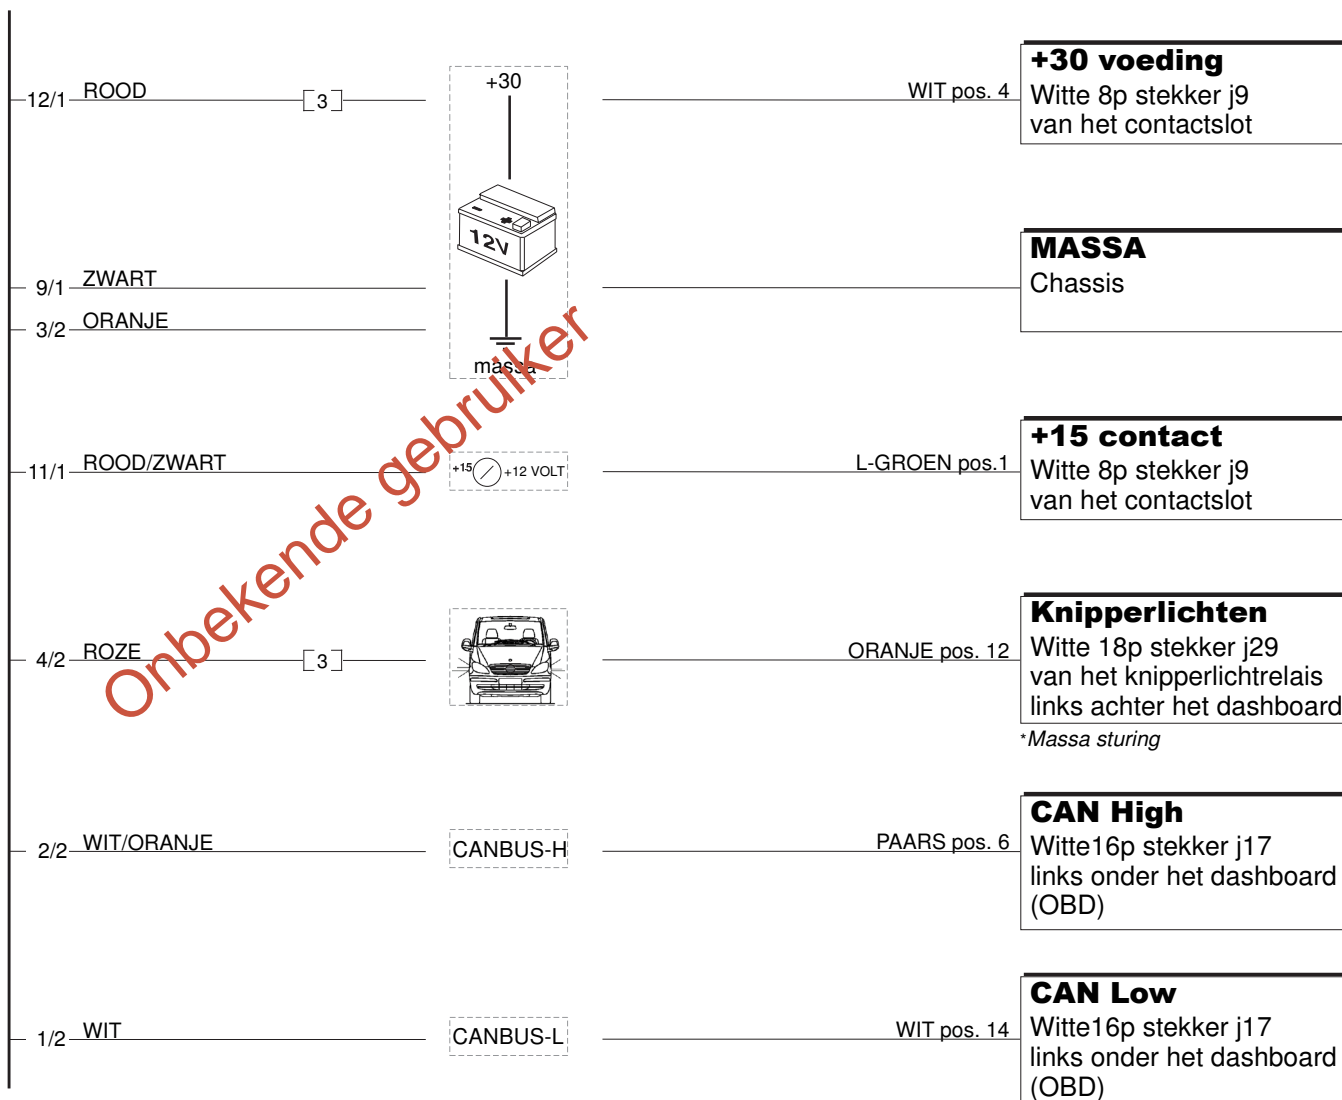 12/1 ROOD [3] +30 WIT pos. 4
+30 voeding
Witte 8p stekker j9
van het contactslot
12V
9/1 ZWART
3/2 ORANJE
massa
MASSA
Chassis
11/1 ROOD/ZWART +15 +12 VOLT L-GROEN pos.1
+15 contact
Witte 8p stekker j9
van het contactslot
4/2 ROZE [3] ORANJE pos. 12
Knipperlichten
Witte 18p stekker j29
van het knipperlichtrelais
links achter het dashboard
*Massa sturing
2/2 WIT/ORANJE CANBUS-H PAARS pos. 6
CAN High
Witte16p stekker j17
links onder het dashboard
(OBD)
1/2 WIT CANBUS-L WIT pos. 14
CAN Low
Witte16p stekker j17
links onder het dashboard
(OBD)
Onbekende gebruiker